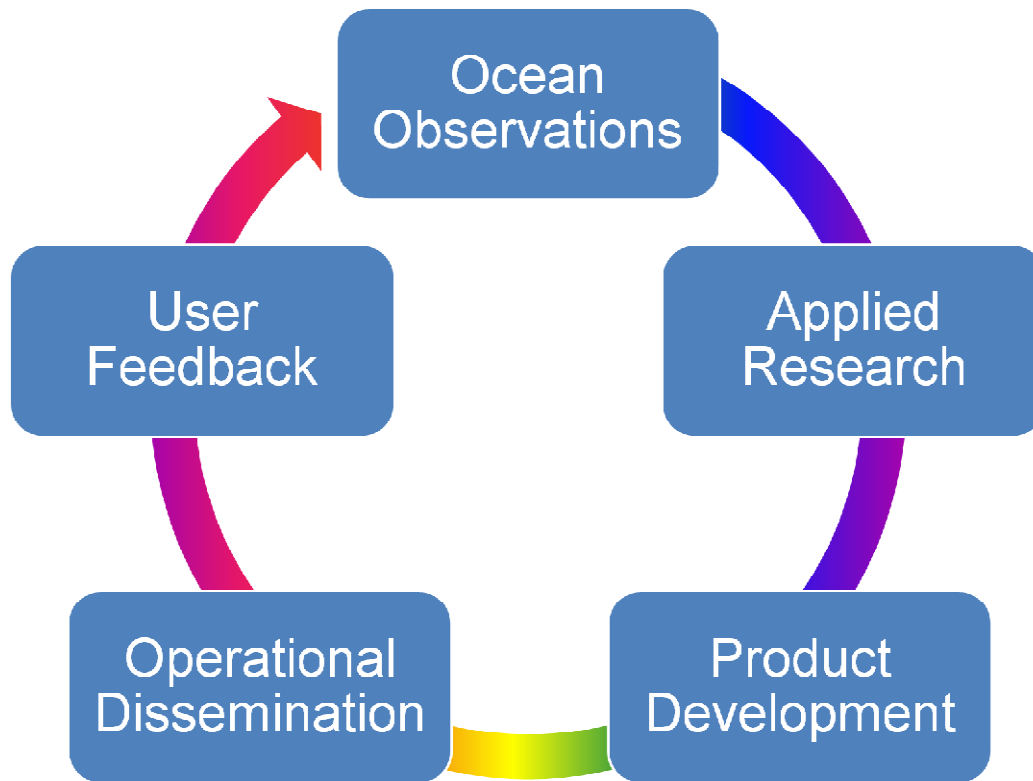 Ocean
Observations
Applied
Research
Product
Development
Operational
Dissemination
User
Feedback